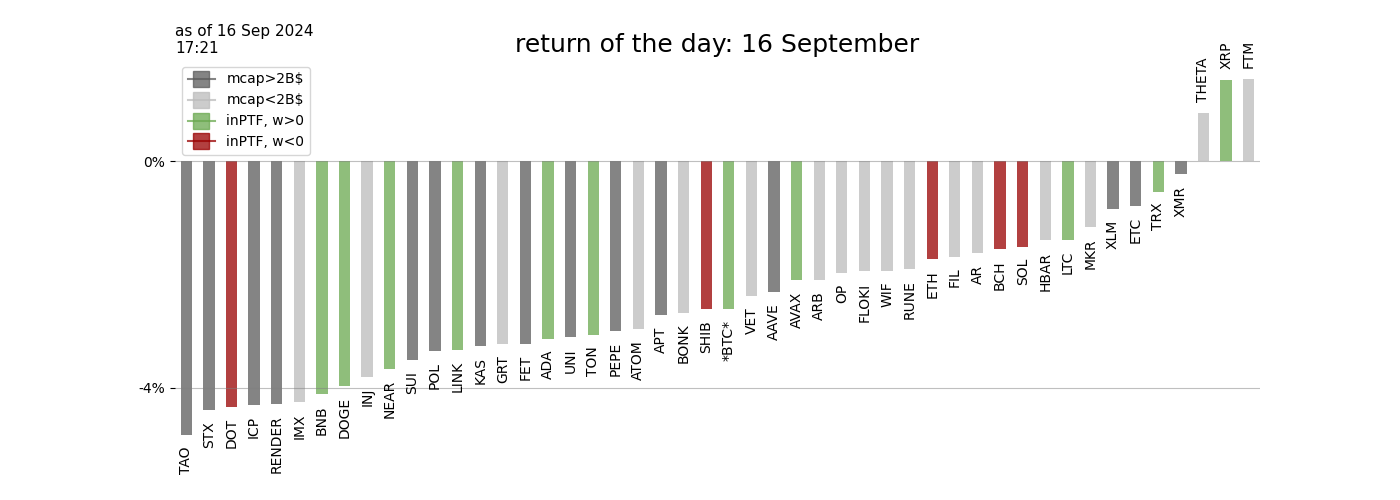 as of 16 Sep 2024
17:21
return of the day: 16 September
mcap>2B$
mcap<2B$
inPTF, w>0
inPTF, w<0
0%
-4%
TAO
STX
DOT
ICP
RENDER
IMX
BNB
DOGE
INJ
NEAR
SUI
POL
LINK
KAS
GRT
FET
ADA
UNI
TON
PEPE
ATOM
APT
BONK
SHIB
*BTC*
VET
AAVE
AVAX
ARB
OP
FLOKI
WIF
RUNE
ETH
FIL
AR
BCH
SOL
HBAR
LTC
MKR
XLM
ETC
TRX
XMR
THETA
XRP
FTM